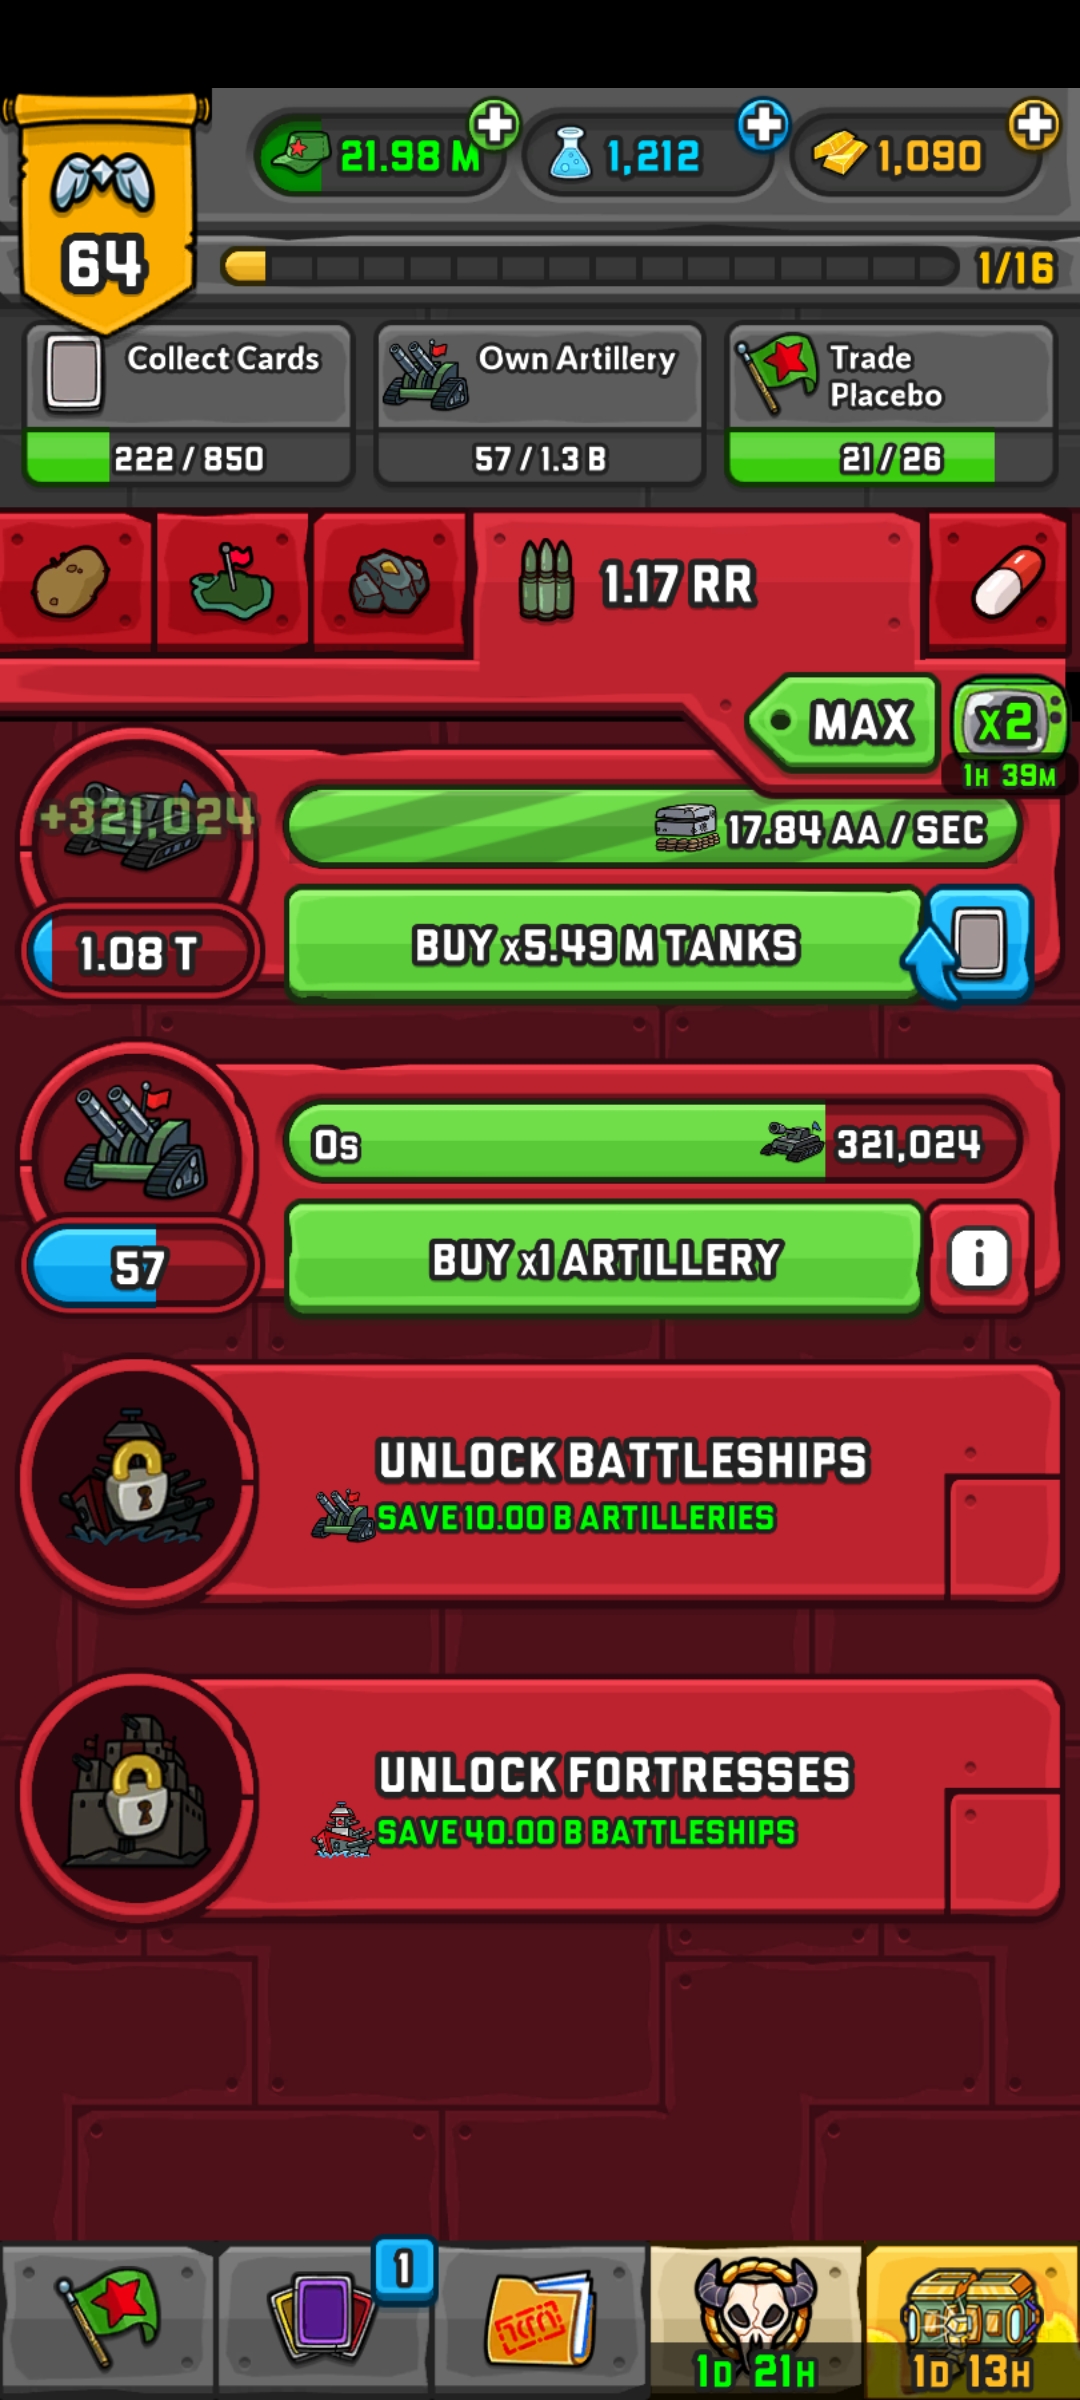 64
21.98 M
1,212
1,090
1/16
Collect Cards
222 / 850
Own Artillery
57 / 1.3 B
Trade
Placebo
21 / 26
1.17 RR
MAX
x2
1H 39M
+321,024
17.84 AA / SEC
1.08 T
BUY x5.49 M TANKS
0s
321,024
57
BUY x1 ARTILLERY
i
UNLOCK BATTLESHIPS
SAVE 10.00 B ARTILLERIES
UNLOCK FORTRESSES
SAVE 40.00 B BATTLESHIPS
1
1D 21H
1D 13H